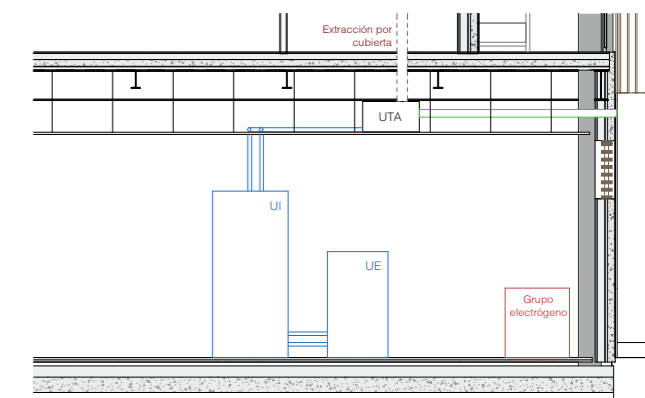 Extracción por
cubierta
UTA
UI
UE
Grupo
electrógeno